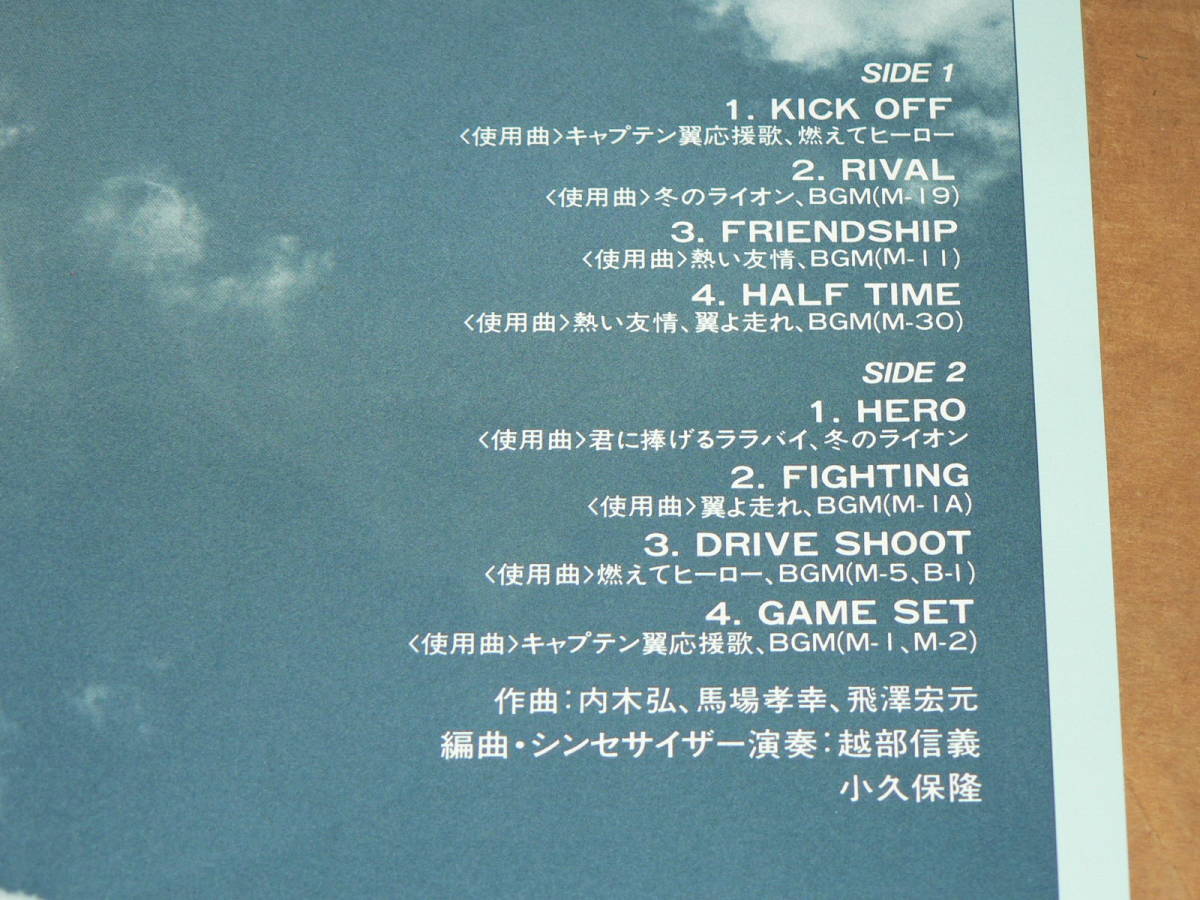 SIDE 1
1. KICK OFF
<使用曲>キャプテン翼応援歌、燃えてヒーロー
2. RIVAL
<使用曲>冬のライオン、BGM(M-19)
3. FRIENDSHIP
<使用曲>熱い友情、BGM(M-11)
4. HALF TIME
<使用曲>熱い友情、翼よ走れ、BGM(M-30)
SIDE 2
1. HERO
<使用曲>君に捧げるララバイ、冬のライオン
2. FIGHTING
<使用曲>翼よ走れ、BGM(M-1A)
3. DRIVE SHOOT
<使用曲>燃えてヒーロー、BGM(M-5、B-1)
4. GAME SET
<使用曲>キャプテン翼応援歌、BGM(M-1、M-2)
作曲:内木弘、馬場孝幸、飛澤宏元
編曲・シンセサイザー演奏:越部信義
小久保隆